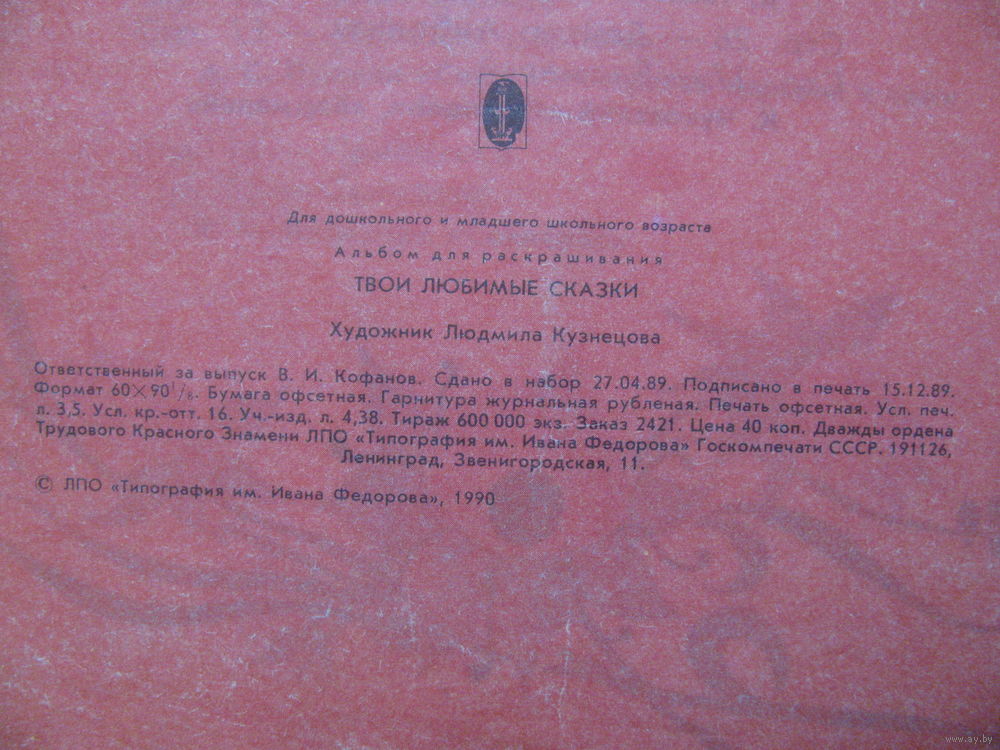 Для дошкольного и младшего школьного возраста
Альбом для раскрашивания
ТВОИ ЛЮБИМЫЕ СКАЗКИ
Художник Людмила Кузнецова
Ответственный за выпуск В. И. Кофанов. Сдано в набор 27.04.89. Подписано в печать 15.12.89.
Формат 60×90 1/8. Бумага офсетная. Гарнитура журнальная рубленая. Печать офсетная. Усл. печ.
л. 3,5. Усл. кр.-отт. 16. Уч.-изд. л. 4,38. Тираж 600 000 экз. Заказ 2421. Цена 40 коп. Дважды ордена
Трудового Красного Знамени ЛПО «Типография им. Ивана Федорова» Госкомпечати СССР. 191126,
Ленинград, Звенигородская, 11.
© ЛПО «Типография им. Ивана Федорова», 1990
www.ay.by